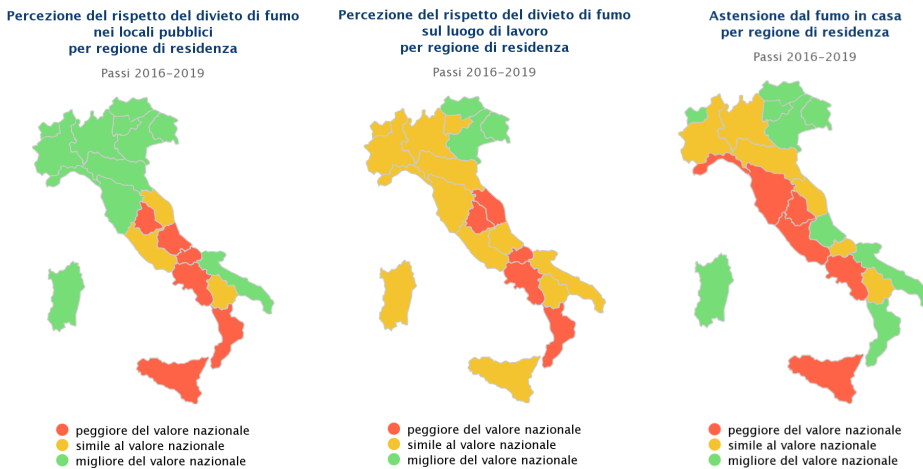 Percezione del rispetto del divieto di fumo
nei locali pubblici
per regione di residenza
Passi 2016-2019
peggiore del valore nazionale
simile al valore nazionale
migliore del valore nazionale
Percezione del rispetto del divieto di fumo
sul luogo di lavoro
per regione di residenza
Passi 2016-2019
peggiore del valore nazionale
simile al valore nazionale
migliore del valore nazionale
Astensione dal fumo in casa
per regione di residenza
Passi 2016-2019
peggiore del valore nazionale
simile al valore nazionale
migliore del valore nazionale